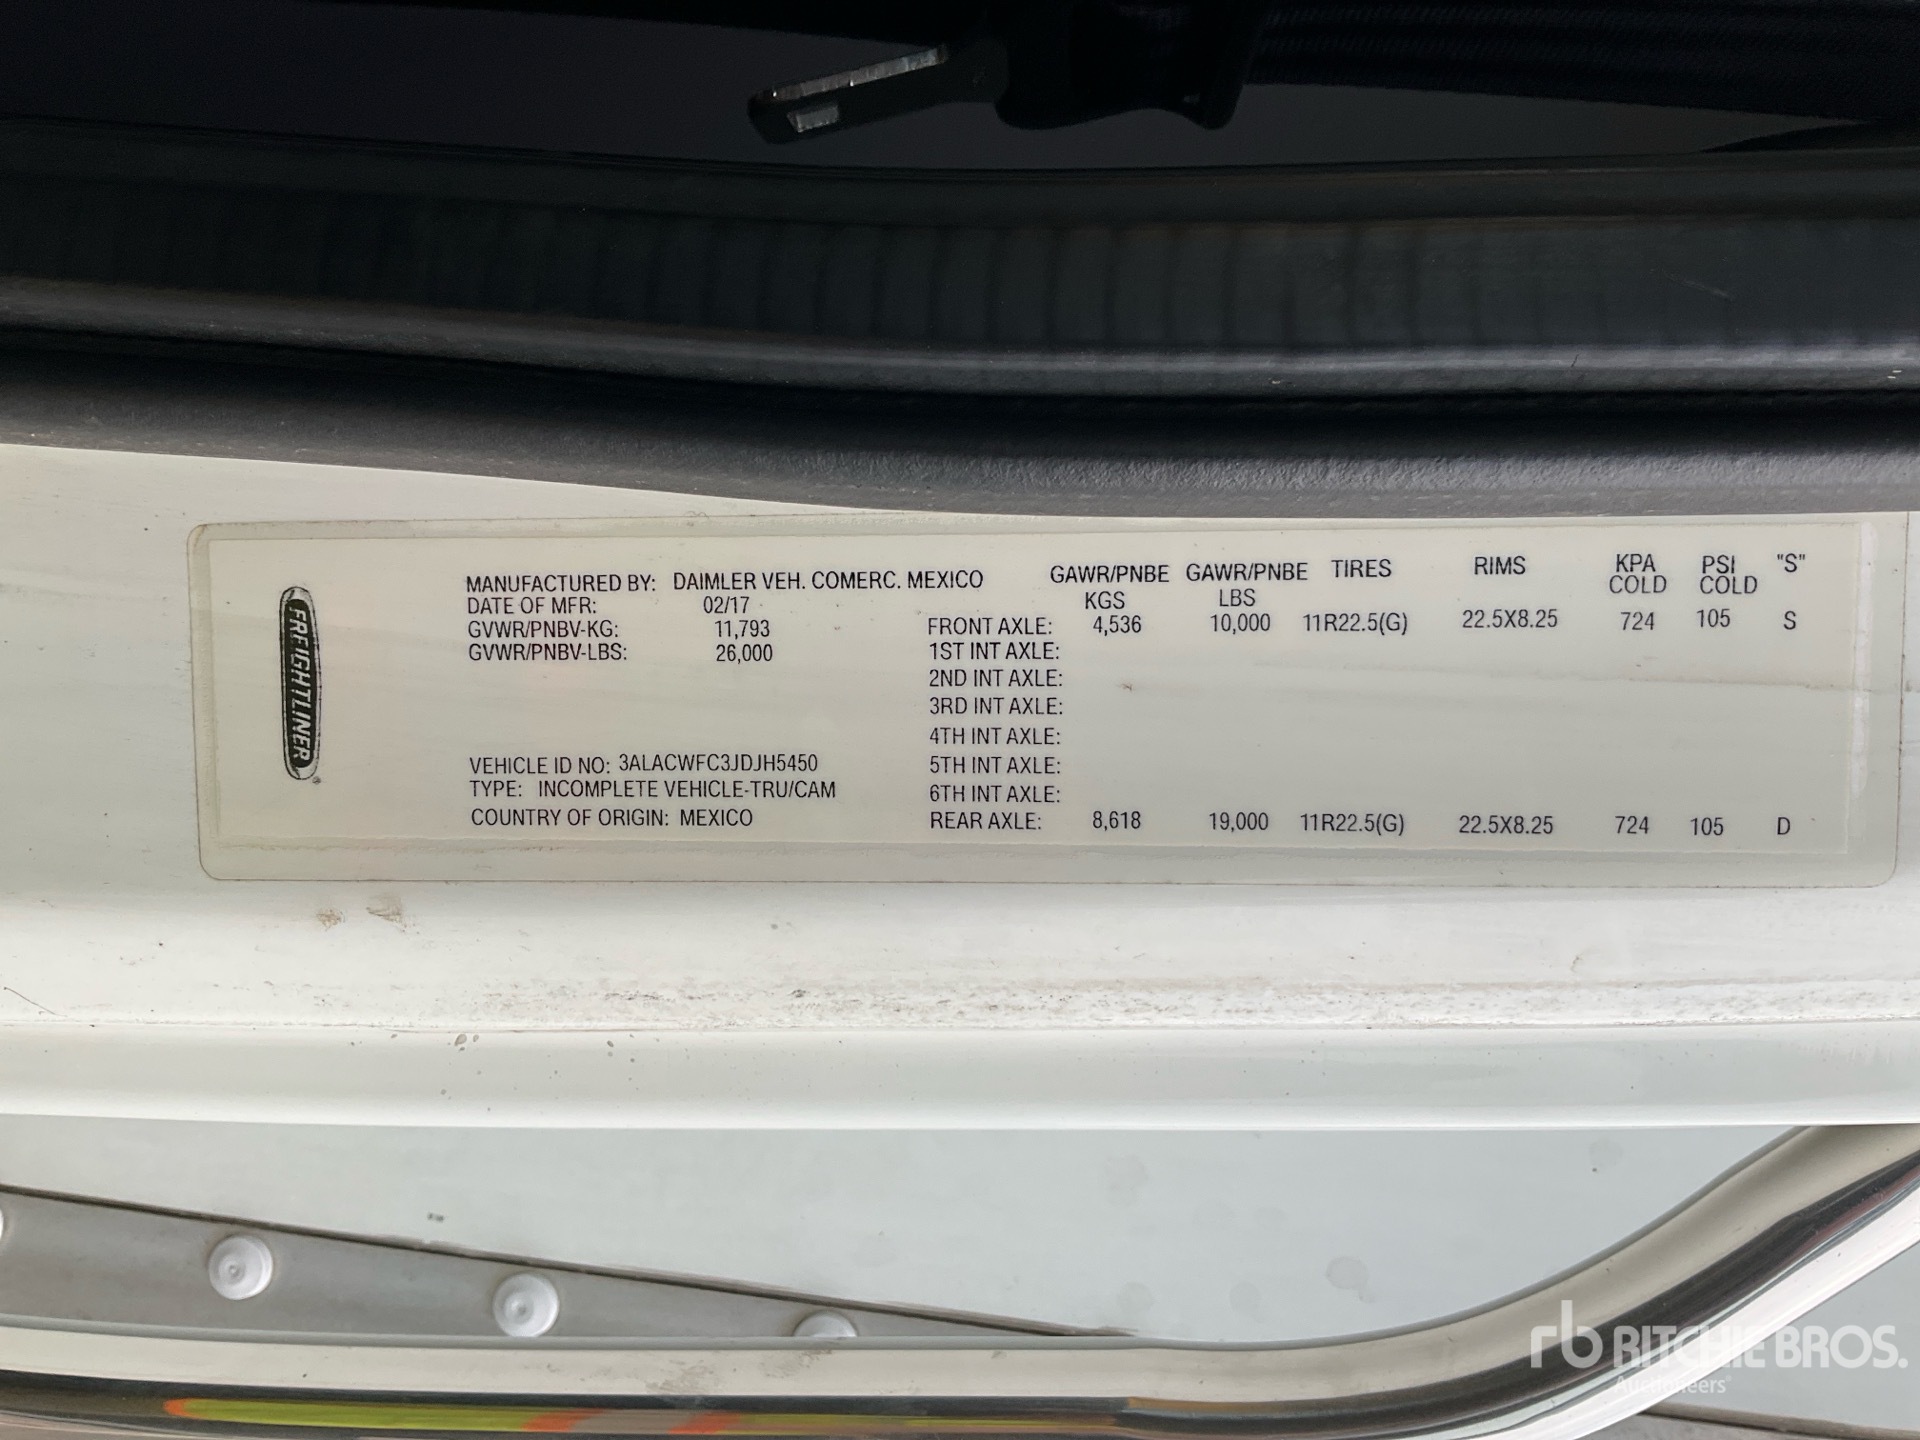 FREIGHTLINER®
MANUFACTURED BY: DAIMLER VEH. COMERC. MEXICO
DATE OF MFR: 02/17
GVWR/PNBV-KG: 11,793
GVWR/PNBV-LBS: 26,000
VEHICLE ID NO: 3ALACWFC3JDJH5450
TYPE: INCOMPLETE VEHICLE-TRU/CAM
COUNTRY OF ORIGIN: MEXICO
GAWR/PNBE GAWR/PNBE TIRES RIMS KPA PSI "S"
KGS LBS COLD COLD
FRONT AXLE: 4,536 10,000 11R22.5(G) 22.5X8.25 724 105 S
1ST INT AXLE:
2ND INT AXLE:
3RD INT AXLE:
4TH INT AXLE:
5TH INT AXLE:
6TH INT AXLE:
REAR AXLE: 8,618 19,000 11R22.5(G) 22.5X8.25 724 105 D
rb RITCHIE BROS.
Auctioneers